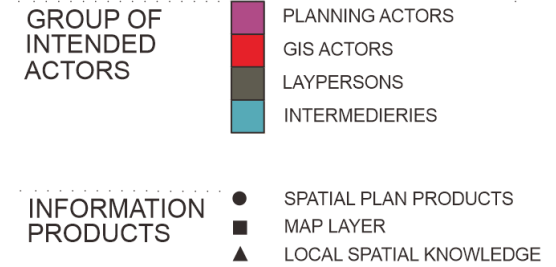 GROUP OF
INTENDED
ACTORS
PLANNING ACTORS
GIS ACTORS
LAYPERSONS
INTERMEDIERIES
INFORMATION
PRODUCTS
SPATIAL PLAN PRODUCTS
MAP LAYER
LOCAL SPATIAL KNOWLEDGE